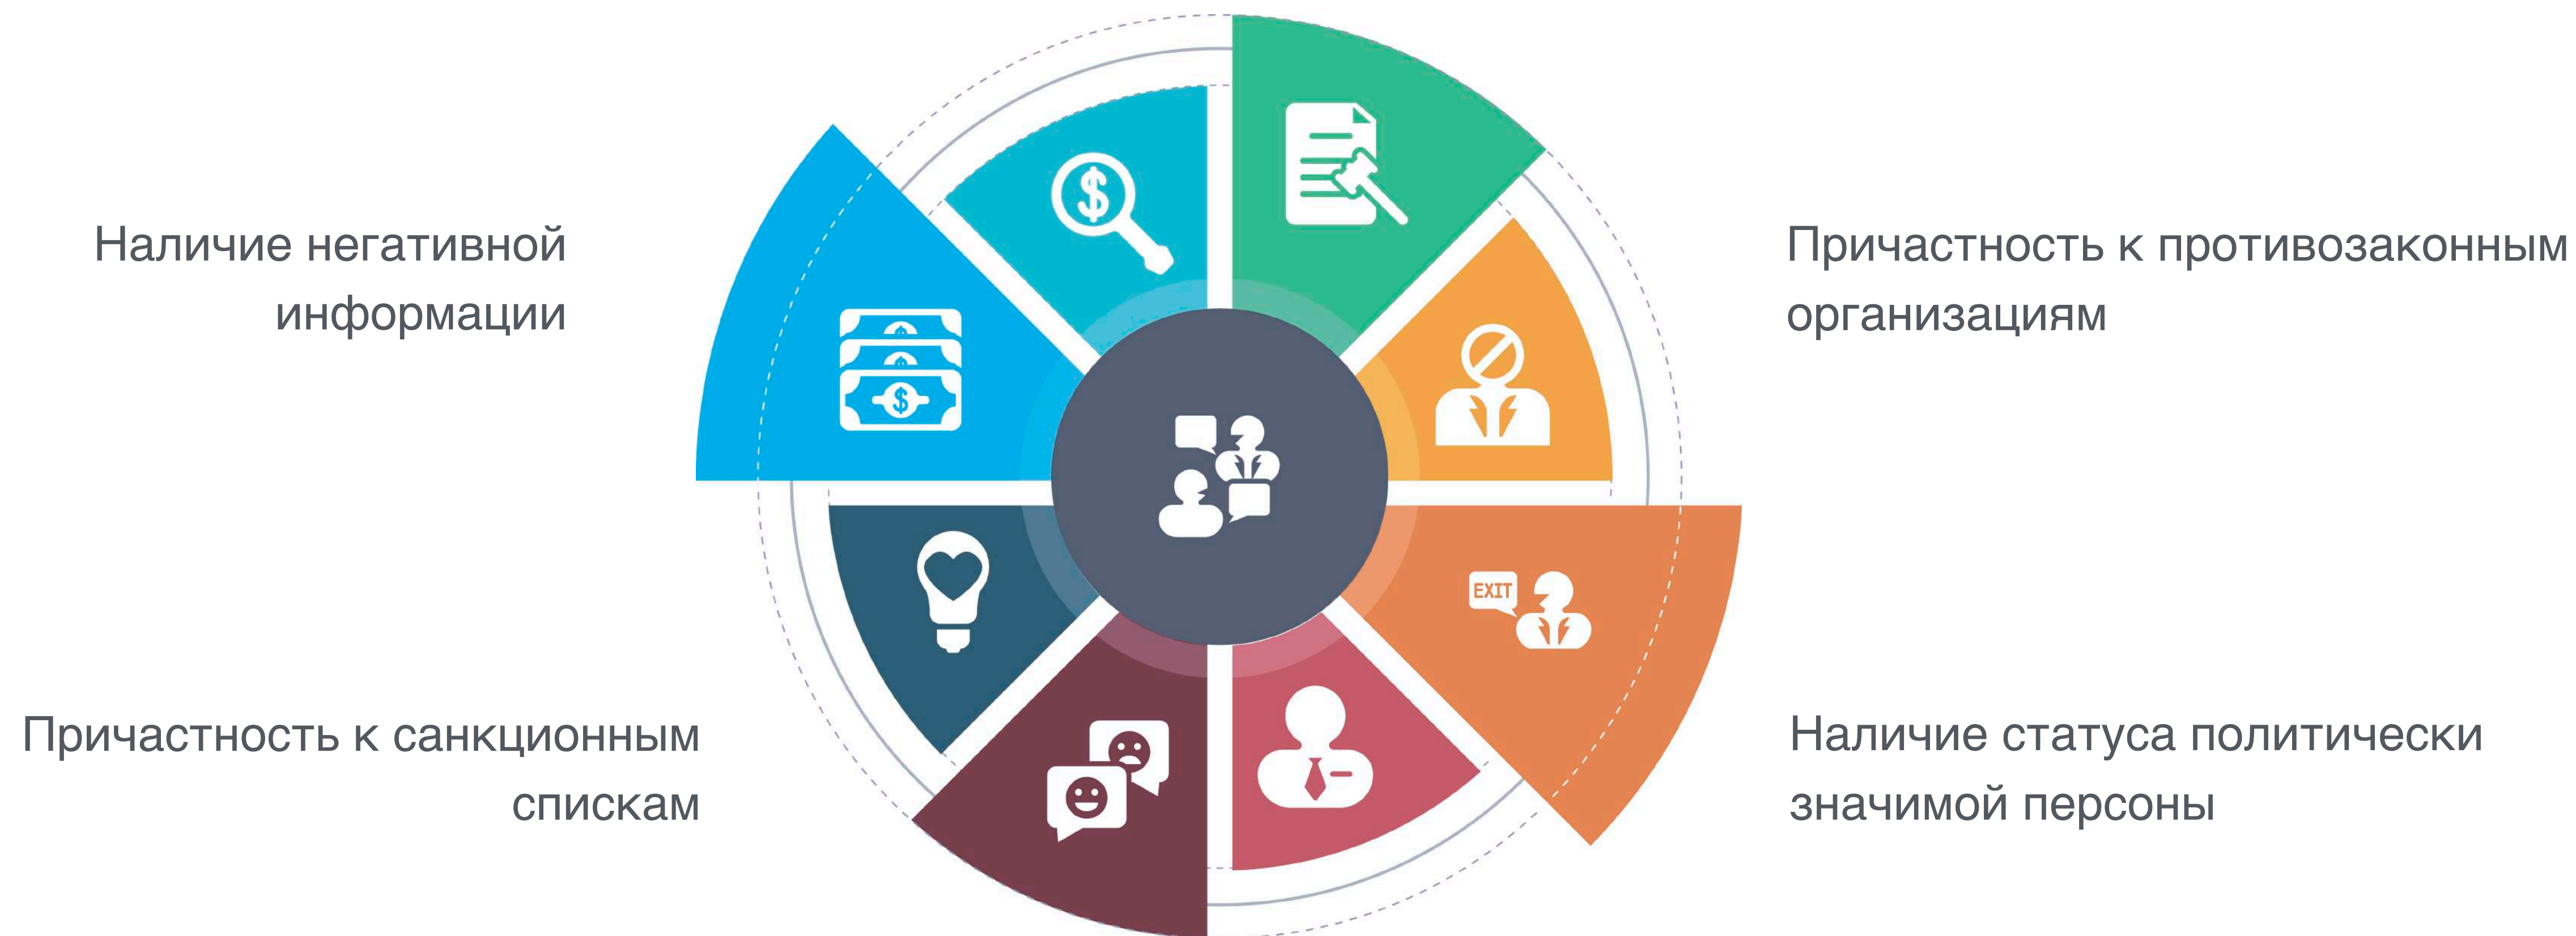 Наличие негативной
информации
Причастность к противозаконным
организациям
EXIT
Причастность к санкционным
спискам
Наличие статуса политически
значимой персоны